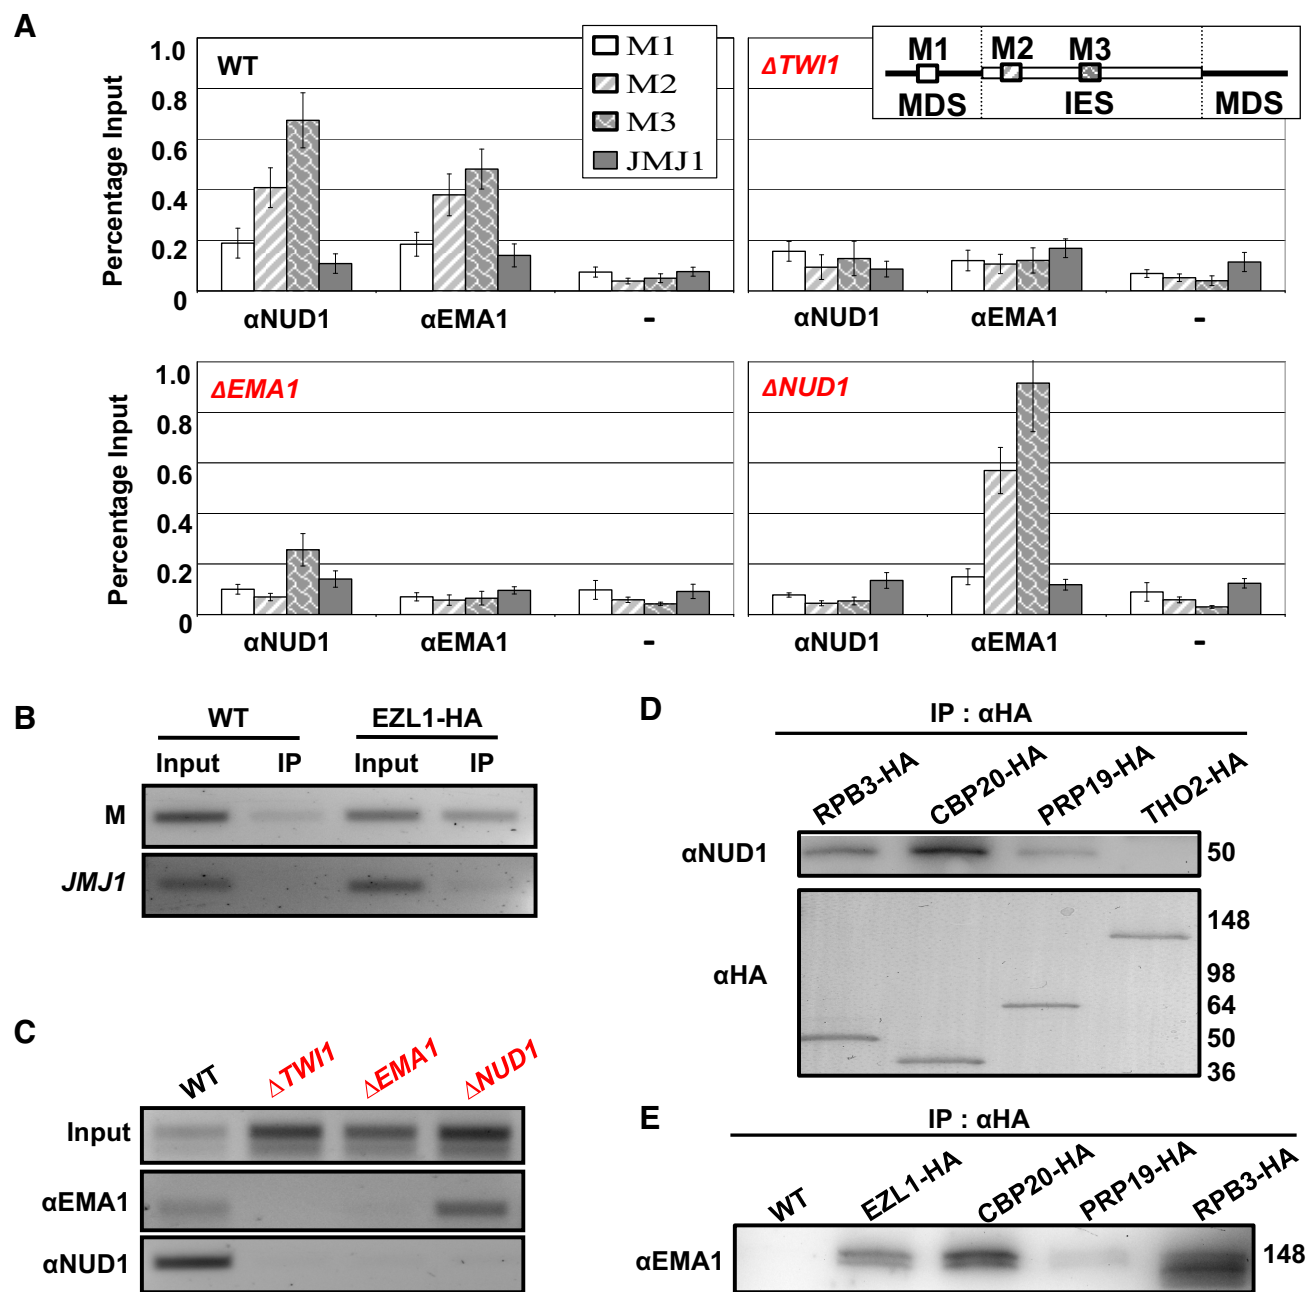 A
1.0
0.8
0.6
0.4
0.2
0
Percentage Input
WT
M1
M2
M3
JMJ1
αNUD1 αEMA1 -
ΔTWI1
M1 M2 M3
MDS IES MDS
αNUD1 αEMA1 -
1.0
0.8
0.6
0.4
0.2
0
Percentage Input
ΔEMA1
αNUD1 αEMA1 -
ΔNUD1
αNUD1 αEMA1 -
B
WT EZL1-HA
Input IP Input IP
M
JMJ1
C
WT ΔTWI1 ΔEMA1 ΔNUD1
Input
αEMA1
αNUD1
D
IP : αHA
RPB3-HA CBP20-HA PRP19-HA THO2-HA
αNUD1 50
αHA
148
98
64
50
36
E
IP : αHA
WT EZL1-HA CBP20-HA PRP19-HA RPB3-HA
αEMA1 148